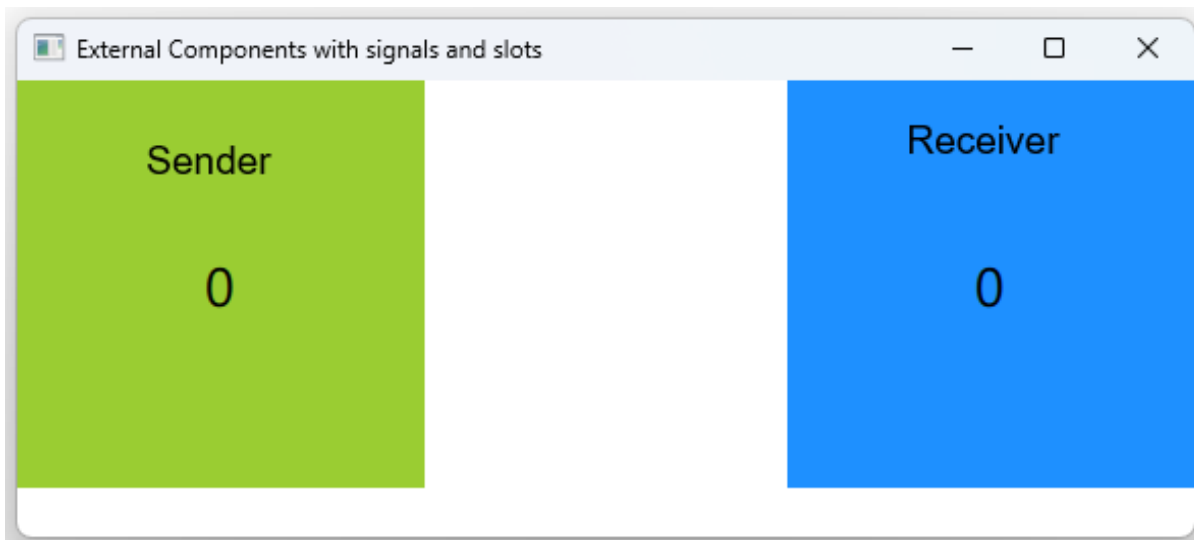 External Components with signals and slots
Sender
Receiver
0
0